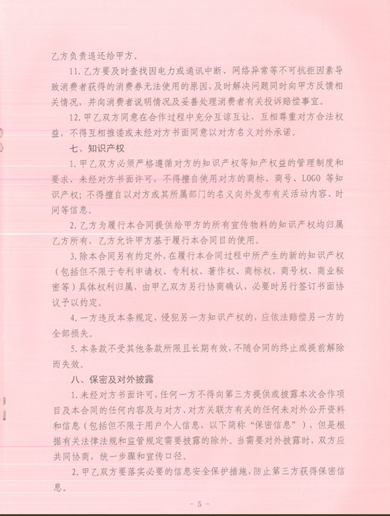 乙方负责退还给甲方。
11.乙方要及时查找因电力或通讯中断、网络异常等不可抗拒因素导
致消费者获得的消费券无法使用的原因,及时解决问题同时向甲方反馈相
关情况,并向消费者说明情况及妥善处理消费者有关投诉赔偿事宜。
12.甲乙双方同意在合作过程中充分互谅互让,互相尊重对方合法权
益,不得互相推诿或未经对方书面同意以对方名义对外承诺。
七、知识产权
1.甲乙双方必须严格遵循对方的知识产权等知产权益的管理制度和
要求,未经对方书面许可,不得擅自使用对方的商标、商号、LOGO 等知
识产权;不得擅自以对方或其所属部门的名义向外发布有关活动内容、时
间等信息。
2.乙方为履行本合同提供给甲方的所有宣传物料的知识产权均归属
乙方所有,乙方允许甲方基于履行本合同目的使用。
3.除本合同另有约定外,在履行本合同过程中所产生的新的知识产权
(包括但不限于专利申请权、专利权、著作权、商标权、商号权、商业秘
密等)具体权利归属,由甲乙双方另行协商确认,必要时另行签订书面协
议予以约定。
4.一方违反本条规定,侵犯另一方知识产权的,应依法赔偿另一方的
全部损失。
5.本条款不受其他条款所限且长期有效,不随合同的终止或提前解除
而失效。
八、保密及对外披露
1.未经对方书面许可,任何一方不得向第三方提供或披露本次合作项
目及本合同的任何内容及与对方、对方关联方有关的任何未对外公开资料
和信息(包括但不限于用户个人信息,以下简称“保密信息”),但是根
据有关法律法规和监管规定需要披露的除外。当需要对外披露时,双方应
共同协商,统一步骤和宣传口径。
2.甲乙双方要落实必要的信息安全保护措施,防止第三方获得保密信
息。
- 5 -